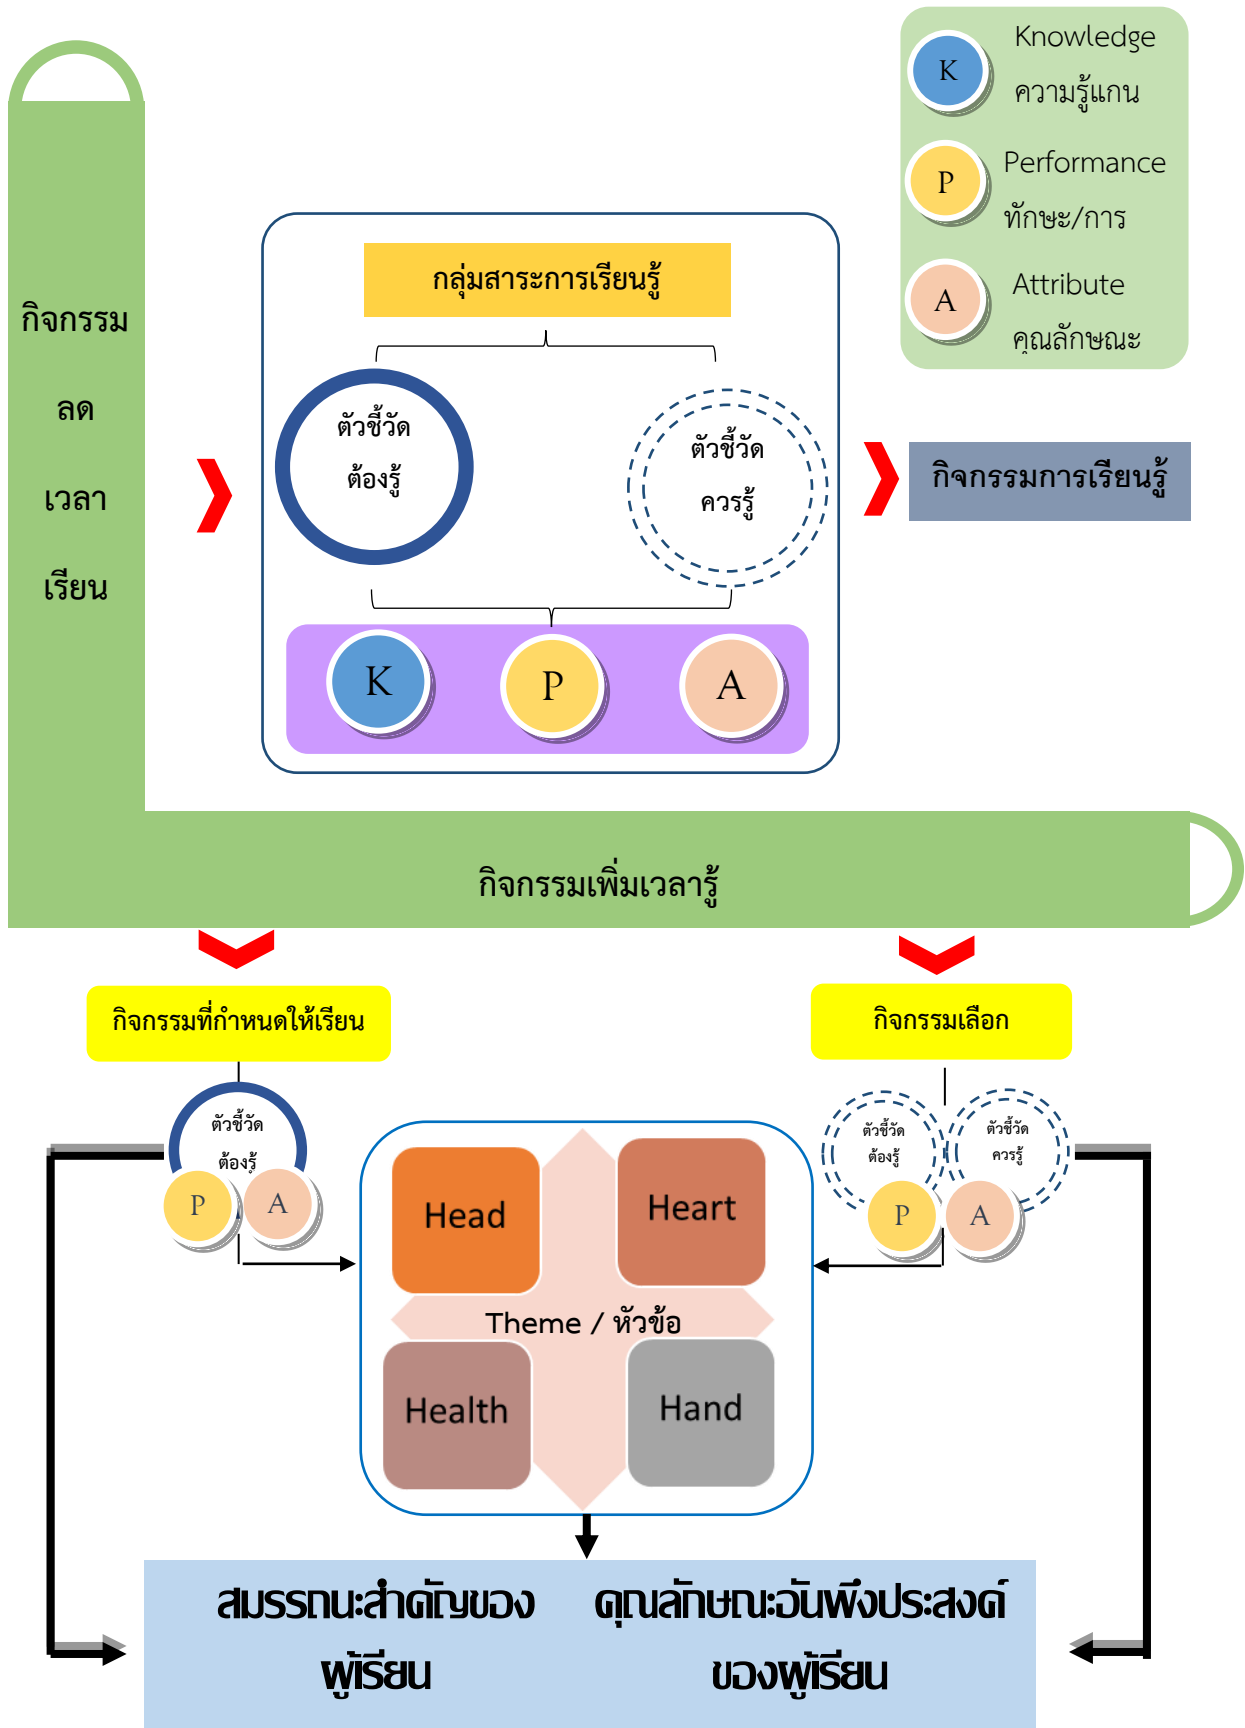 K
Knowledge
ความรู้แกน
P
Performance
ทักษะ/การ
A
Attribute
คุณลักษณะ
กิจกรรม
ลด
เวลา
เรียน
กลุ่มสาระการเรียนรู้
ตัวชี้วัด
ต้องรู้
ตัวชี้วัด
ควรรู้
K
P
A
กิจกรรมการเรียนรู้
กิจกรรมเพิ่มเวลารู้
กิจกรรมที่กำหนดให้เรียน
ตัวชี้วัด
ต้องรู้
P
A
กิจกรรมเลือก
ตัวชี้วัด
ต้องรู้
ตัวชี้วัด
ควรรู้
P
A
Head
Heart
Theme / หัวข้อ
Health
Hand
สมรรถนะสำคัญของ
ผู้เรียน
คุณลักษณะอันพึงประสงค์
ของผู้เรียน